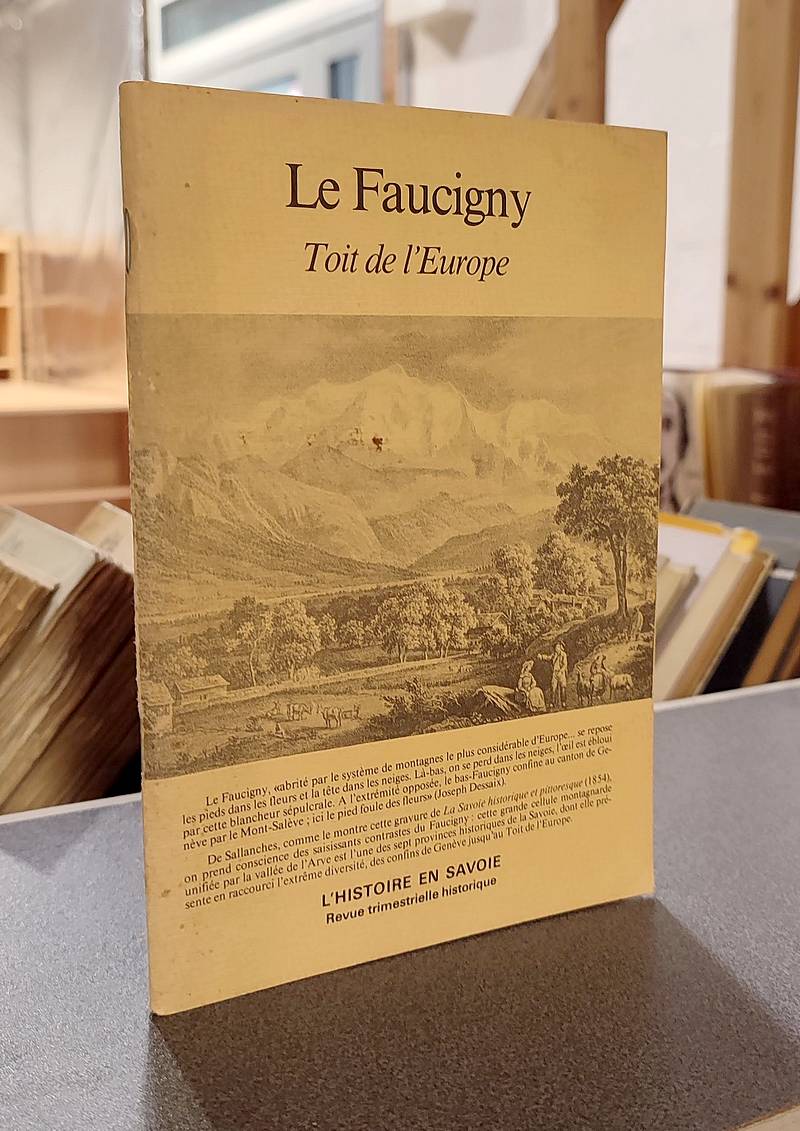 Le Faucigny
Toit de l'Europe
Le Faucigny, «abrité par le système de montagnes le plus considérable d'Europe... se repose
les pieds dans les fleurs et la tête dans les neiges. Là-bas, on se perd dans les neiges, l'œil est ébloui
par cette blancheur sépulcrale. A l'extrémité opposée, le bas-Faucigny confine au canton de Ge-
nève par le Mont-Salève ; ici le pied foule des fleurs» (Joseph Dessaix).
De Sallanches, comme le montre cette gravure de La Savoie historique et pittoresque (1854),
on prend conscience des saisissants contrastes du Faucigny : cette grande cellule montagnarde
unifiée par la vallée de l'Arve est l'une des sept provinces historiques de la Savoie, dont elle pré-
sente en raccourci l'extrême diversité, des confins de Genève jusqu'au Toit de l'Europe.
L'HISTOIRE EN SAVOIE
Revue trimestrielle historique